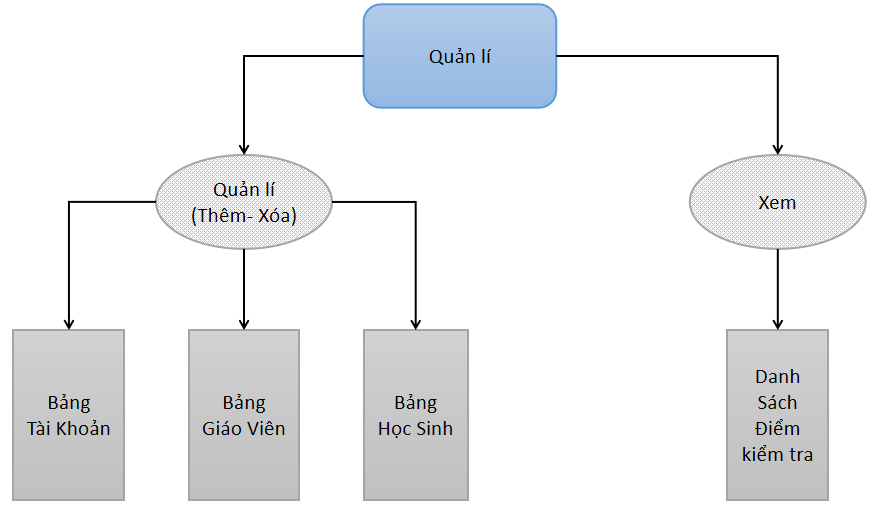 Quản lí
Quản lí
(Thêm- Xóa)
Xem
Bảng
Tài Khoản
Bảng
Giáo Viên
Bảng
Học Sinh
Danh
Sách
Điểm
kiểm tra